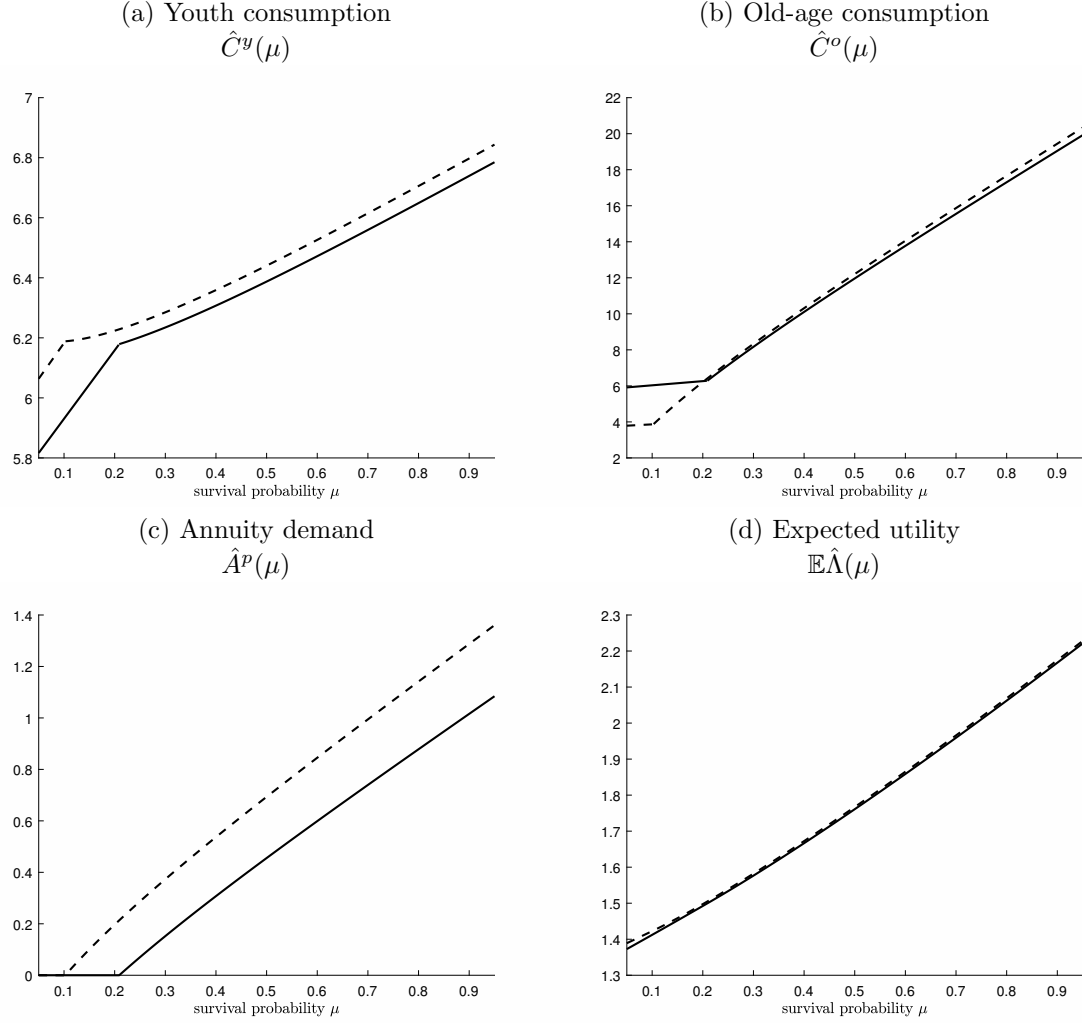 (a) Youth consumption
Ĉʸ(μ)
7
6.8
6.6
6.4
6.2
6
5.8
0.1 0.2 0.3 0.4 0.5 0.6 0.7 0.8 0.9
survival probability μ
(b) Old-age consumption
Ĉᵒ(μ)
22
20
18
16
14
12
10
8
6
4
2
0.1 0.2 0.3 0.4 0.5 0.6 0.7 0.8 0.9
survival probability μ
(c) Annuity demand
Âᵖ(μ)
1.4
1.2
1
0.8
0.6
0.4
0.2
0
0.1 0.2 0.3 0.4 0.5 0.6 0.7 0.8 0.9
survival probability μ
(d) Expected utility
𝔼Λ̂(μ)
2.3
2.2
2.1
2
1.9
1.8
1.7
1.6
1.5
1.4
1.3
0.1 0.2 0.3 0.4 0.5 0.6 0.7 0.8 0.9
survival probability μ